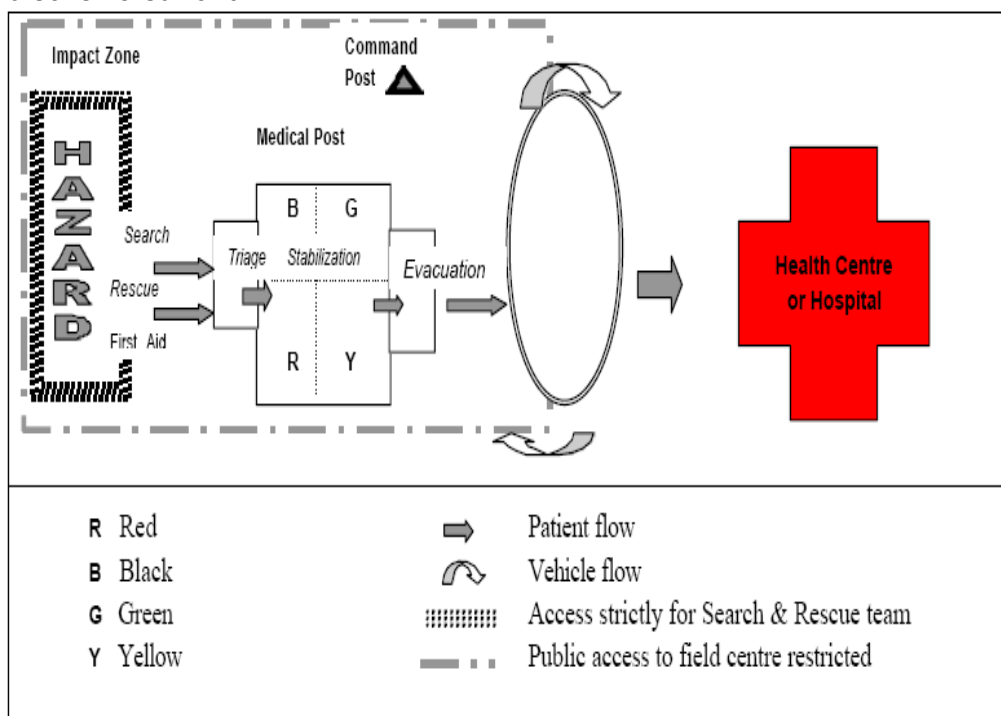 Impact Zone
Command
Post
Medical Post
HAZARD
Search
Rescue
First Aid
Triage
B G
Stabilization
R Y
Evacuation
Health Centre
or Hospital
R Red
B Black
G Green
Y Yellow
Patient flow
Vehicle flow
Access strictly for Search & Rescue team
Public access to field centre restricted